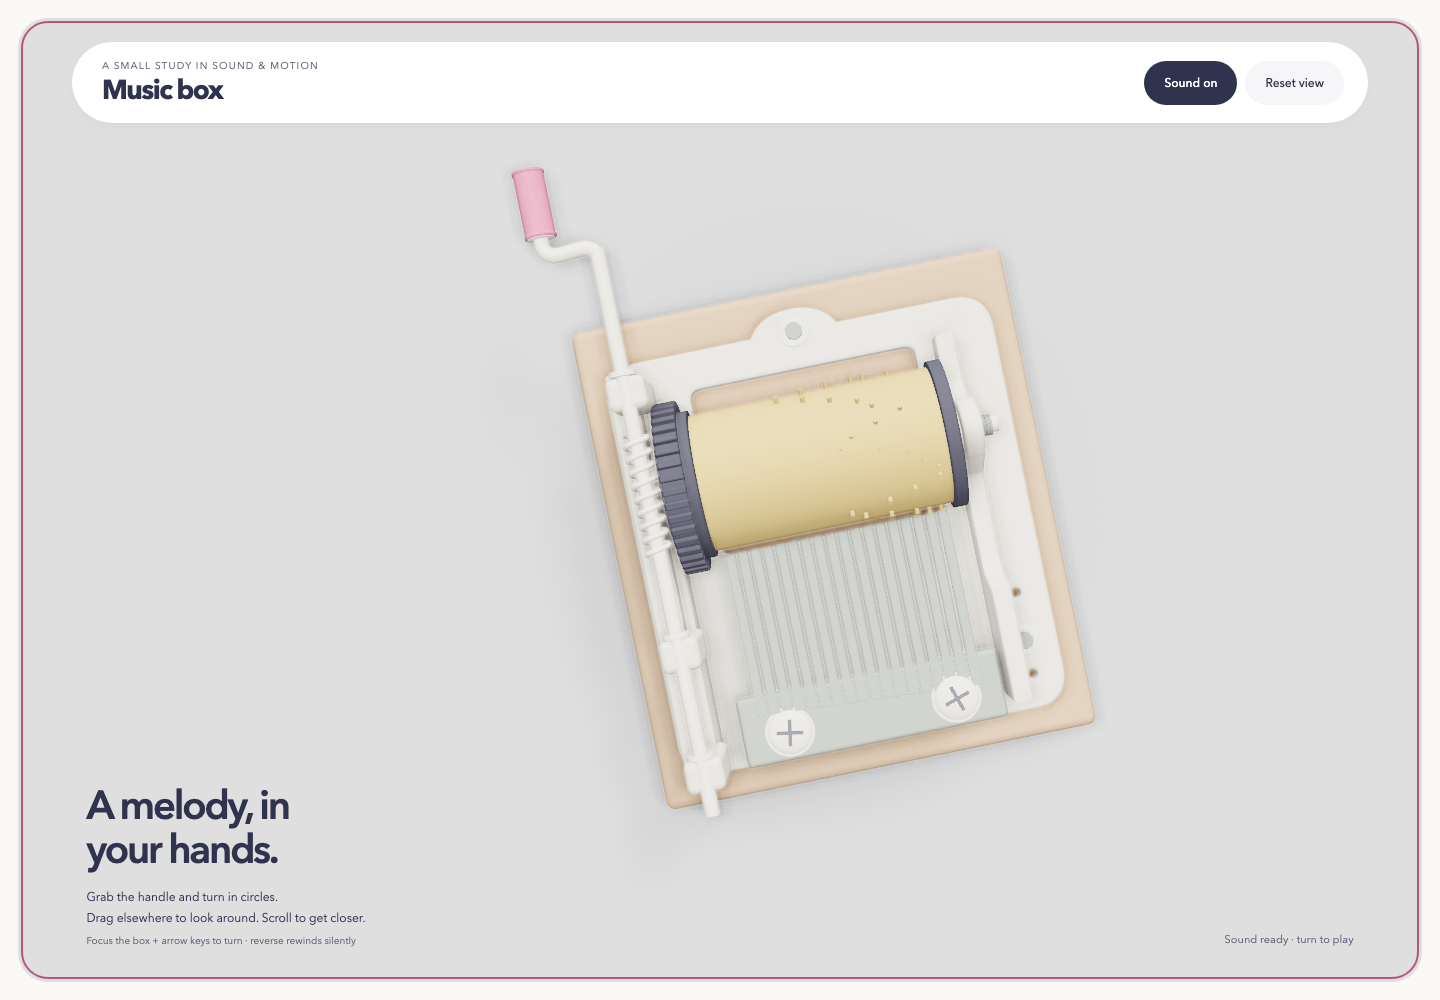 A SMALL STUDY IN SOUND & MOTION
Music box
Sound on
Reset view
A melody, in
your hands.
Grab the handle and turn in circles.
Drag elsewhere to look around. Scroll to get closer.
Focus the box + arrow keys to turn · reverse rewinds silently
Sound ready · turn to play